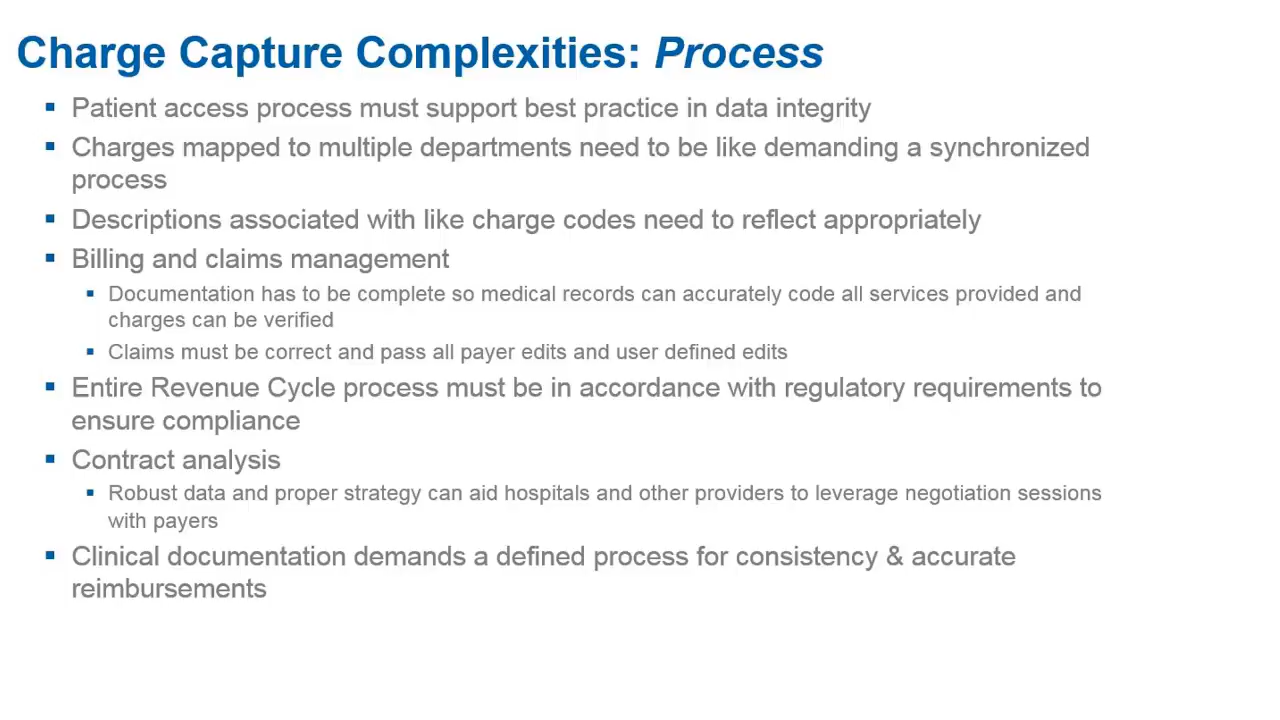 Charge Capture Complexities: Process
▪ Patient access process must support best practice in data integrity
▪ Charges mapped to multiple departments need to be like demanding a synchronized
process
▪ Descriptions associated with like charge codes need to reflect appropriately
▪ Billing and claims management
▪ Documentation has to be complete so medical records can accurately code all services provided and
charges can be verified
▪ Claims must be correct and pass all payer edits and user defined edits
▪ Entire Revenue Cycle process must be in accordance with regulatory requirements to
ensure compliance
▪ Contract analysis
▪ Robust data and proper strategy can aid hospitals and other providers to leverage negotiation sessions
with payers
▪ Clinical documentation demands a defined process for consistency & accurate
reimbursements